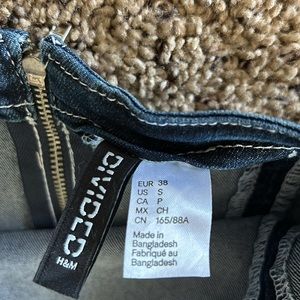 DIVIDED
H&M
EUR 38
US S
CA P
MX CH
CN 165/88A
Made in
Bangladesh
Fabriqué au
Bangladesh